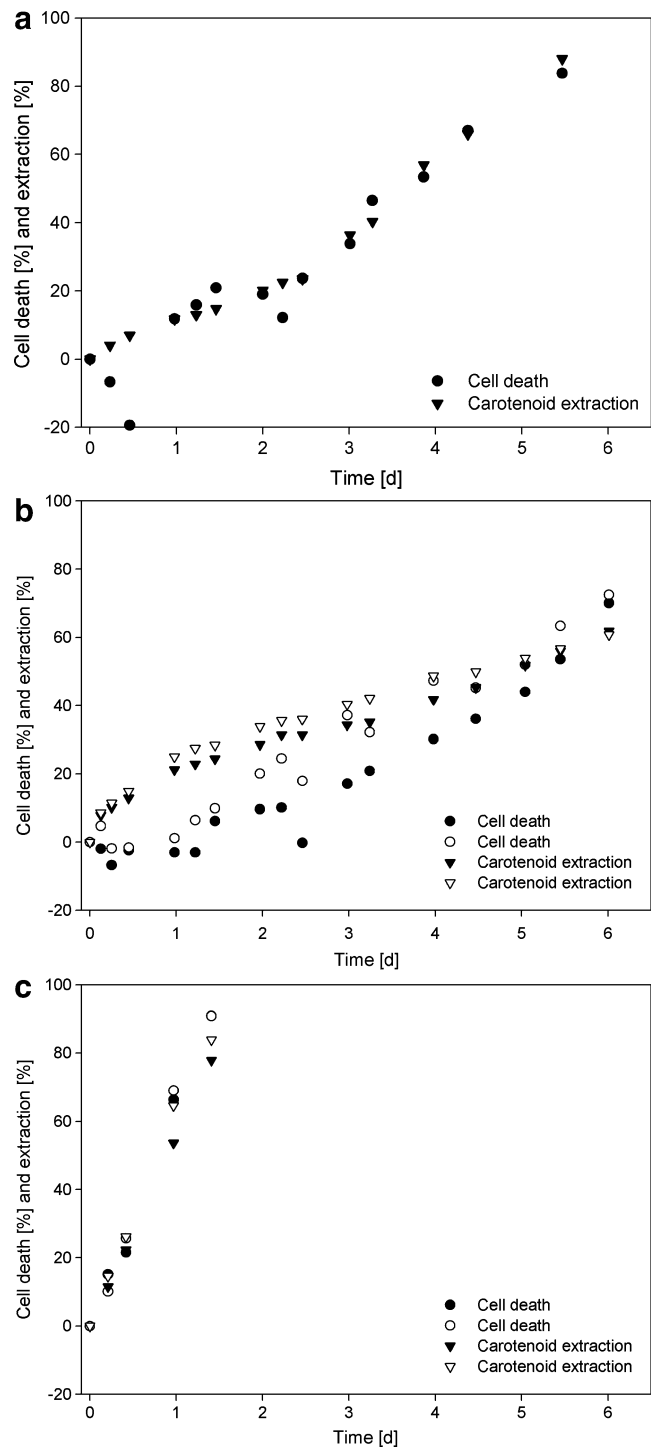 a
Cell death [%] and extraction [%]
100
80
60
40
20
0
-20
Cell death
Carotenoid extraction
0 1 2 3 4 5 6
Time [d]
b
Cell death [%] and extraction [%]
100
80
60
40
20
0
-20
Cell death
Cell death
Carotenoid extraction
Carotenoid extraction
0 1 2 3 4 5 6
Time [d]
c
Cell death [%] and extraction [%]
100
80
60
40
20
0
-20
Cell death
Cell death
Carotenoid extraction
Carotenoid extraction
0 1 2 3 4 5 6
Time [d]